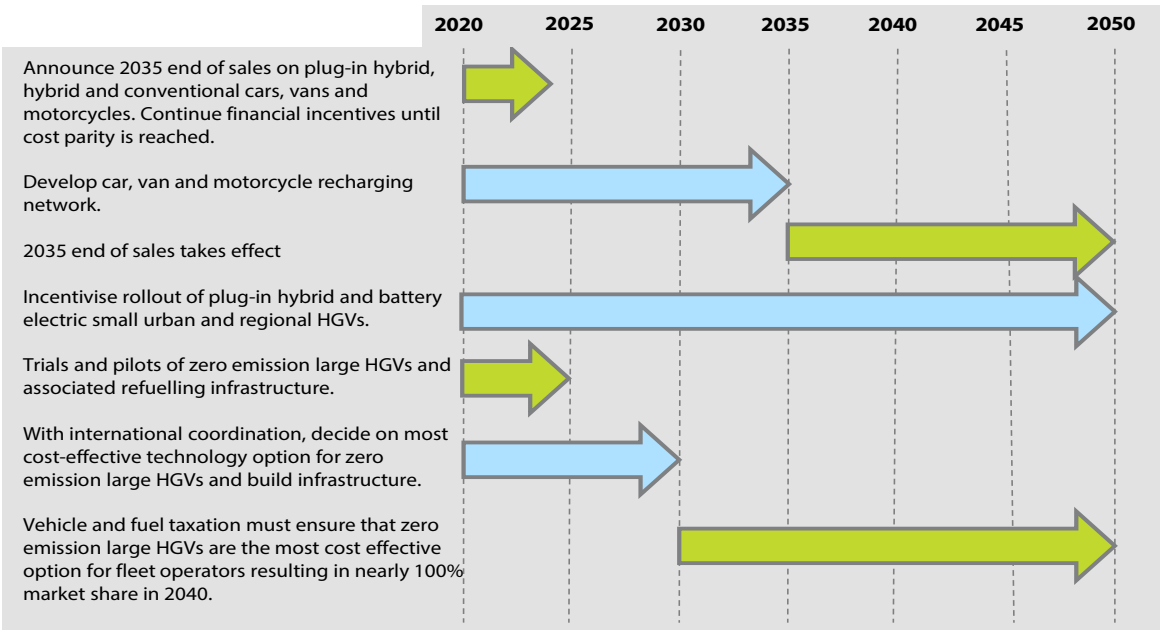 2020 2025 2030 2035 2040 2045 2050
Announce 2035 end of sales on plug-in hybrid,
hybrid and conventional cars, vans and
motorcycles. Continue financial incentives until
cost parity is reached.
Develop car, van and motorcycle recharging
network.
2035 end of sales takes effect
Incentivise rollout of plug-in hybrid and battery
electric small urban and regional HGVs.
Trials and pilots of zero emission large HGVs and
associated refuelling infrastructure.
With international coordination, decide on most
cost-effective technology option for zero
emission large HGVs and build infrastructure.
Vehicle and fuel taxation must ensure that zero
emission large HGVs are the most cost effective
option for fleet operators resulting in nearly 100%
market share in 2040.